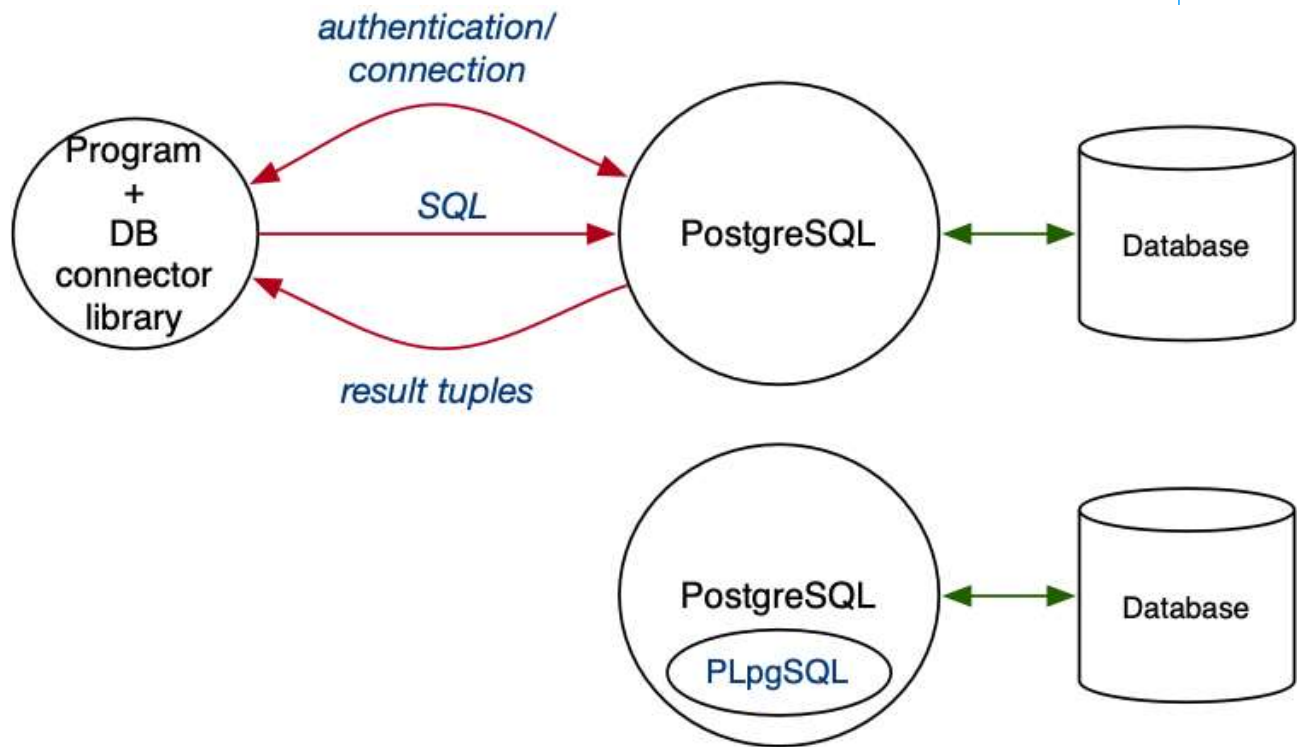 authentication/
connection
Program
+
DB
connector
library
SQL
PostgreSQL
Database
result tuples
PostgreSQL
Database
PLpgSQL